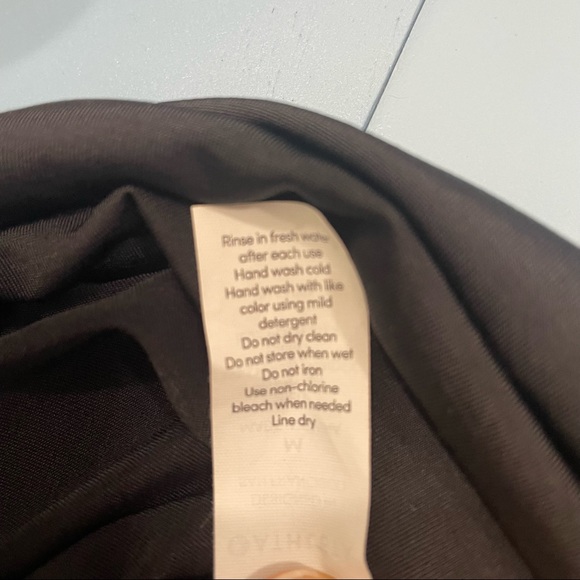 Rinse in fresh water
after each use
Hand wash cold
Hand wash with like
color using mild
detergent
Do not dry clean
Do not store when wet
Do not iron
Use non-chlorine
bleach when needed
Line dry
M